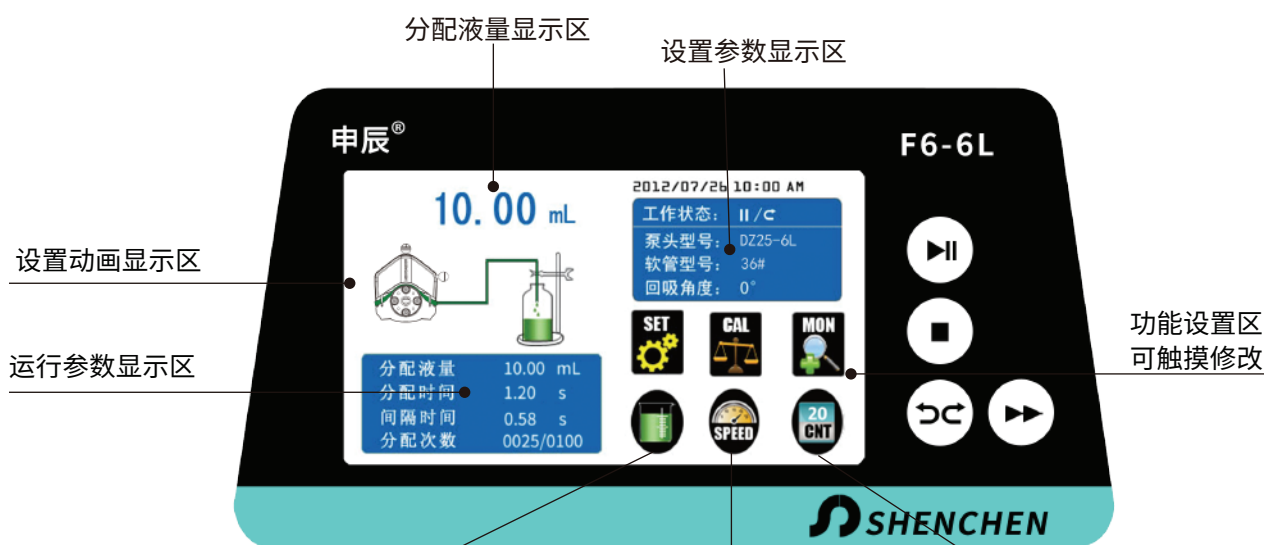 分配液量显示区
设置参数显示区
申辰®
F6-6L
2012/07/26 10:00 AM
10.00 mL
工作状态: II/C
泵头型号: DZ25-6L
软管型号: 36#
回吸角度: 0°
设置动画显示区
SET CAL MON
功能设置区
可触摸修改
运行参数显示区
分配液量 10.00 mL
分配时间 1.20 s
间隔时间 0.58 s
分配次数 0025/0100
SPEED
20
CNT
SHENCHEN